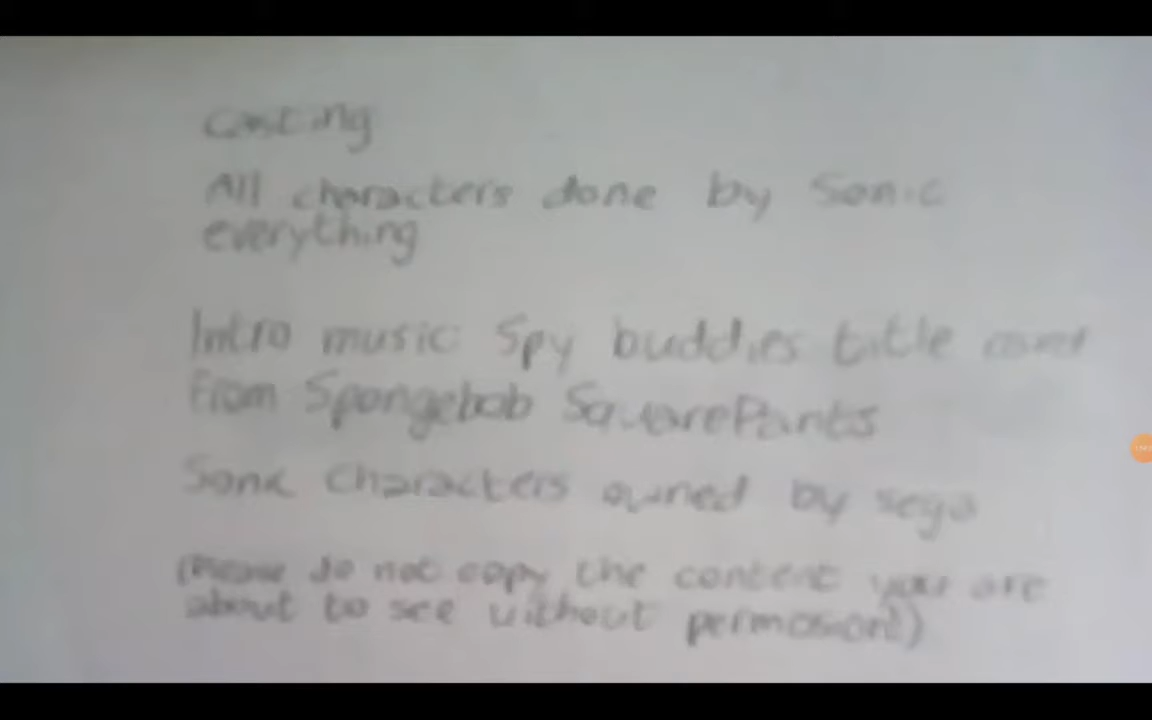 Casting
All characters done by Sonic
everything
Intro music Spy buddies title card
From Spongebob SquarePants
Sonic characters owned by sega
(Please do not copy the content your are
about to see without permission!)